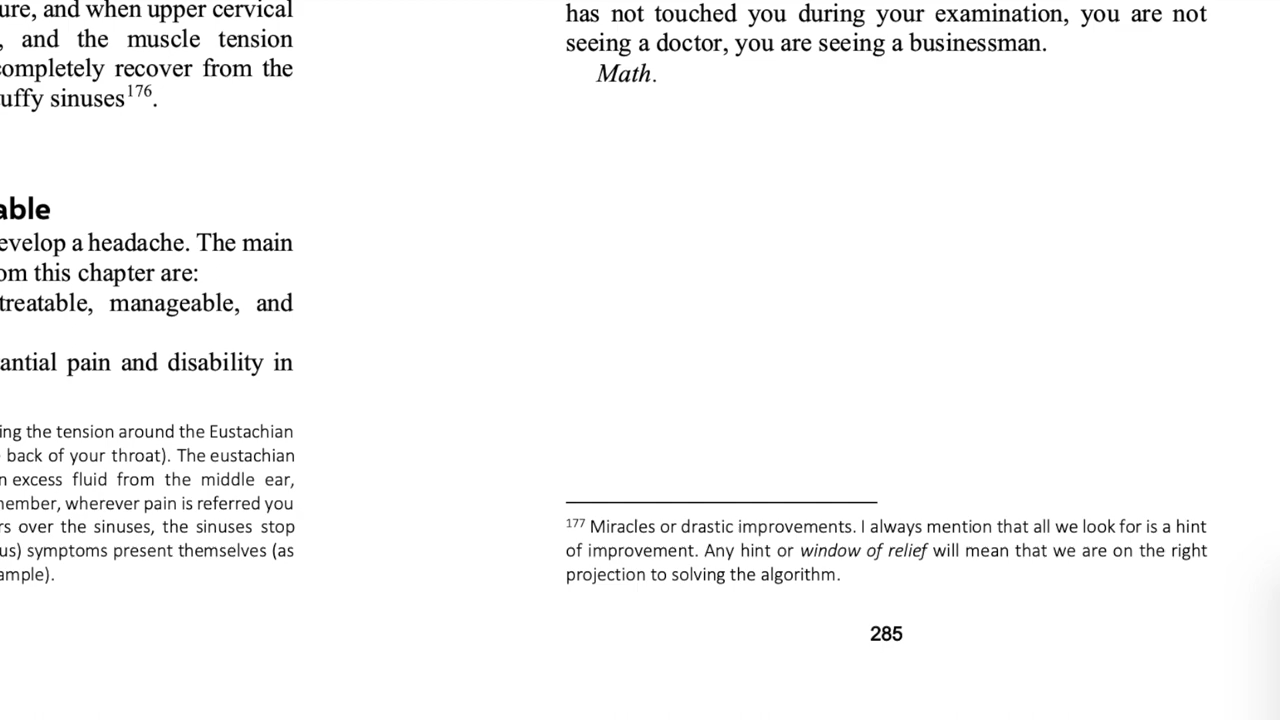 ure, and when upper cervical
, and the muscle tension
completely recover from the
uffy sinuses176.
able
evelop a headache. The main
om this chapter are:
treatable, manageable, and
antial pain and disability in
ing the tension around the Eustachian
back of your throat). The eustachian
n excess fluid from the middle ear,
member, wherever pain is referred you
rs over the sinuses, the sinuses stop
us) symptoms present themselves (as
ample).
has not touched you during your examination, you are not
seeing a doctor, you are seeing a businessman.
Math.
177 Miracles or drastic improvements. I always mention that all we look for is a hint
of improvement. Any hint or window of relief will mean that we are on the right
projection to solving the algorithm.
285